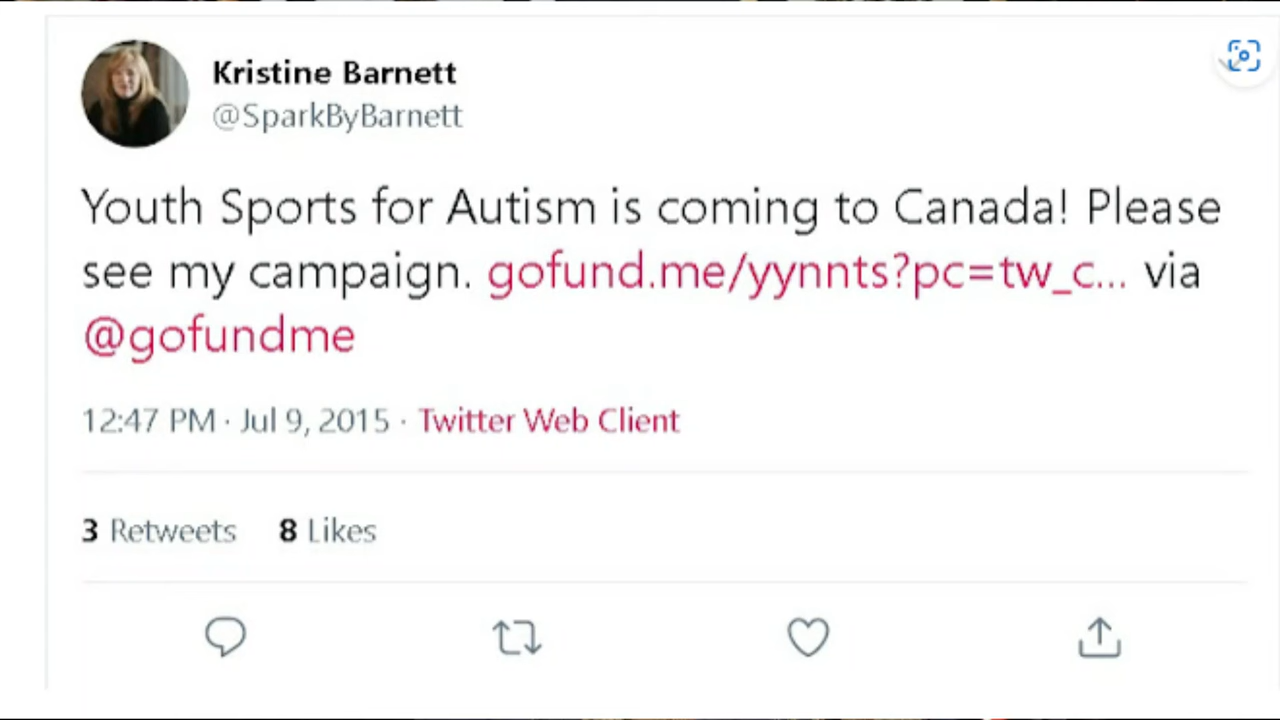 Kristine Barnett
@SparkByBarnett
Youth Sports for Autism is coming to Canada! Please
see my campaign. gofund.me/yynnts?pc=tw_c... via
@gofundme
12:47 PM · Jul 9, 2015 · Twitter Web Client
3 Retweets 8 Likes